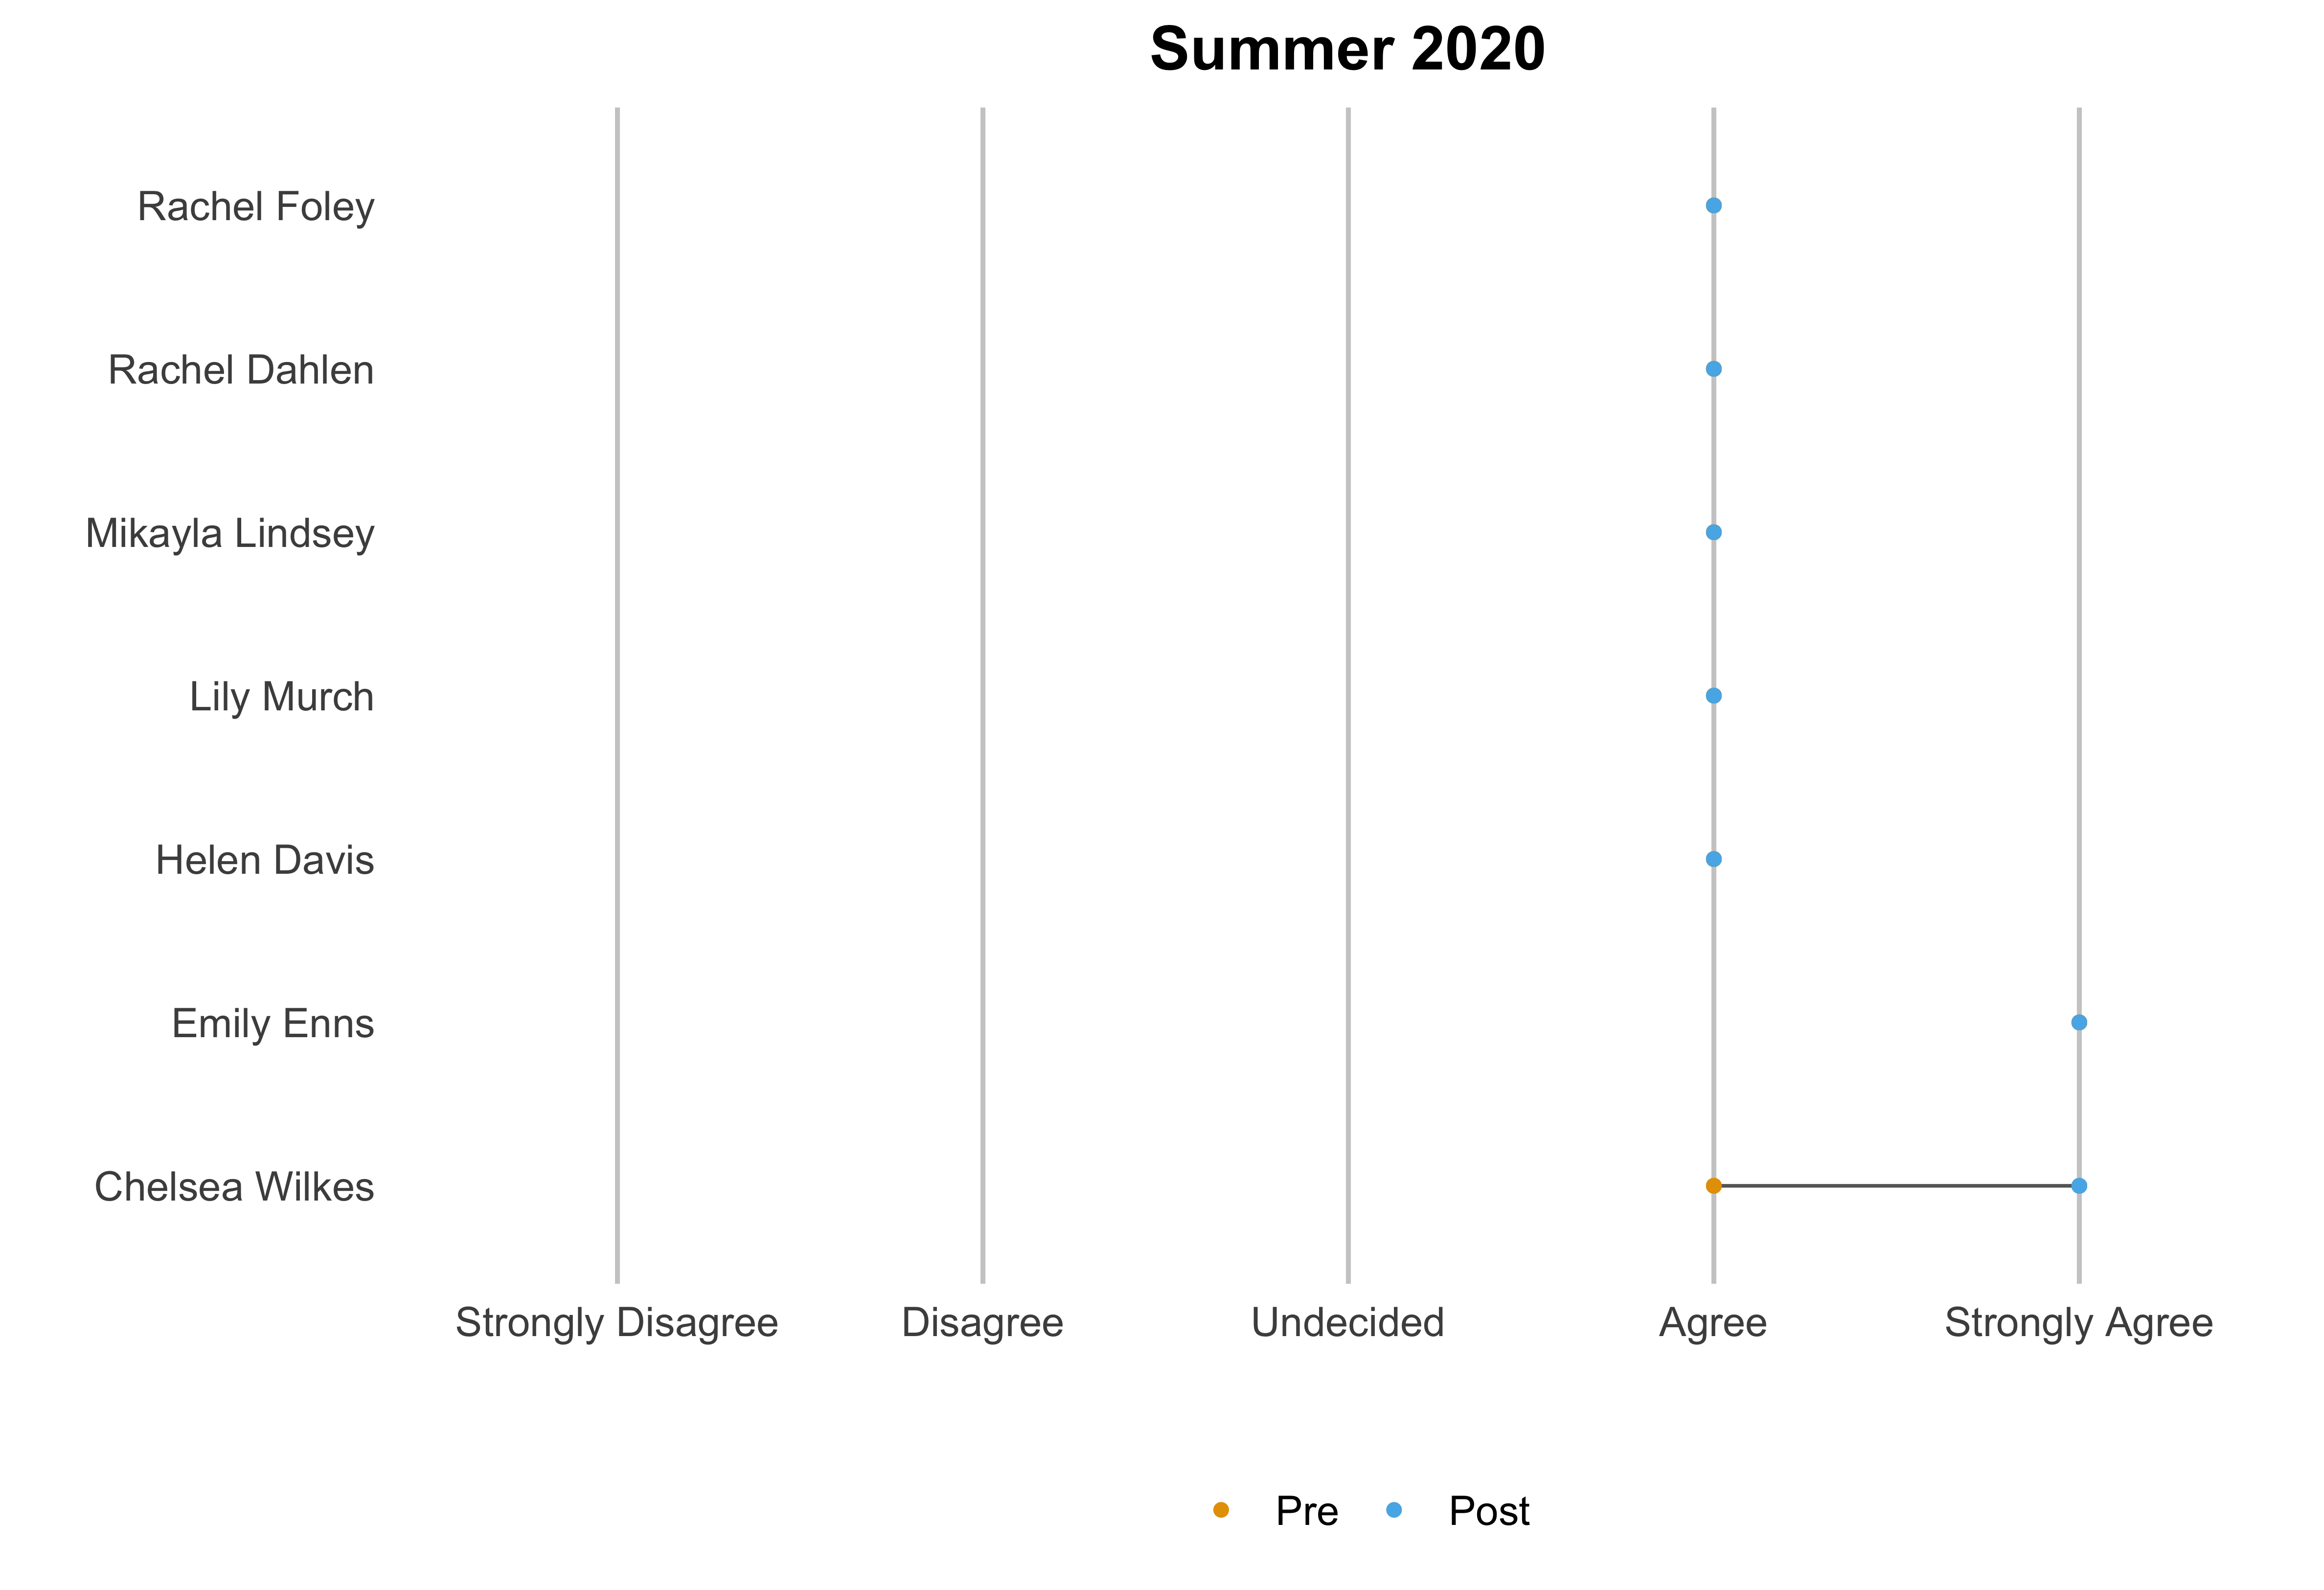 Summer 2020
Rachel Foley
Rachel Dahlen
Mikayla Lindsey
Lily Murch
Helen Davis
Emily Enns
Chelsea Wilkes
Strongly Disagree Disagree Undecided Agree Strongly Agree
Pre Post